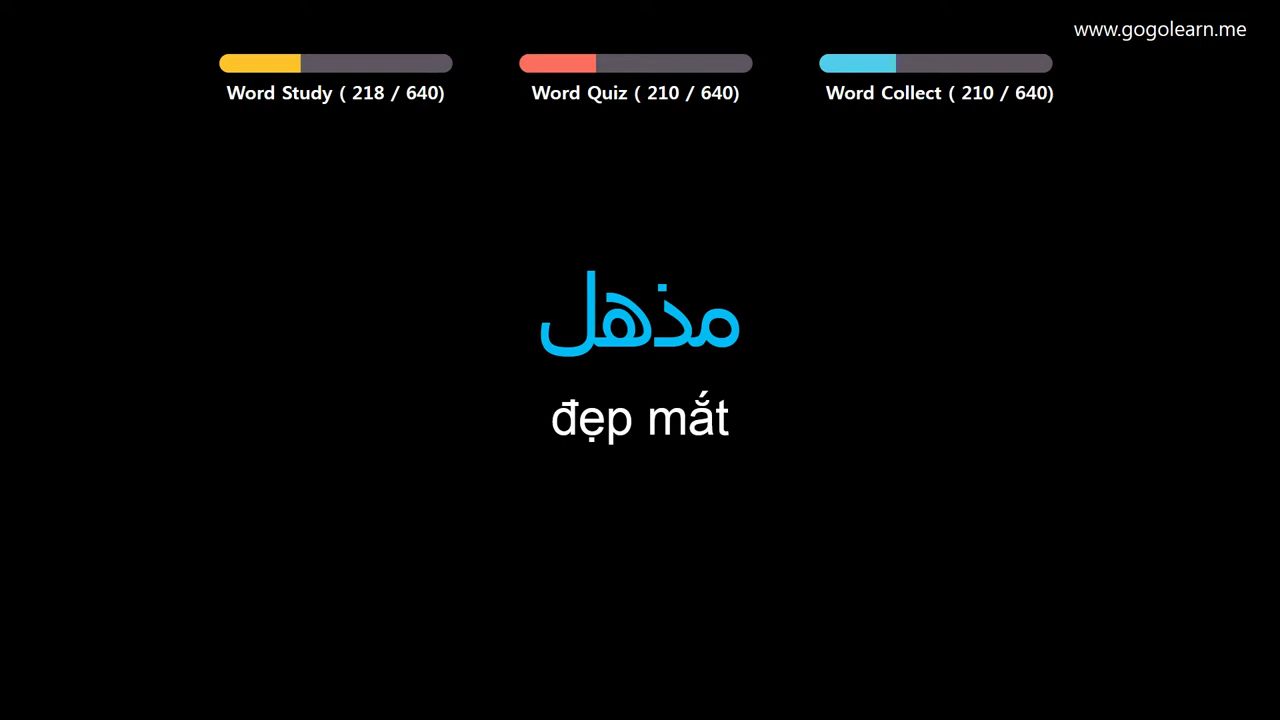 www.gogolearn.me
Word Study ( 218 / 640)
Word Quiz ( 210 / 640)
Word Collect ( 210 / 640)
مذهل
đẹp mắt